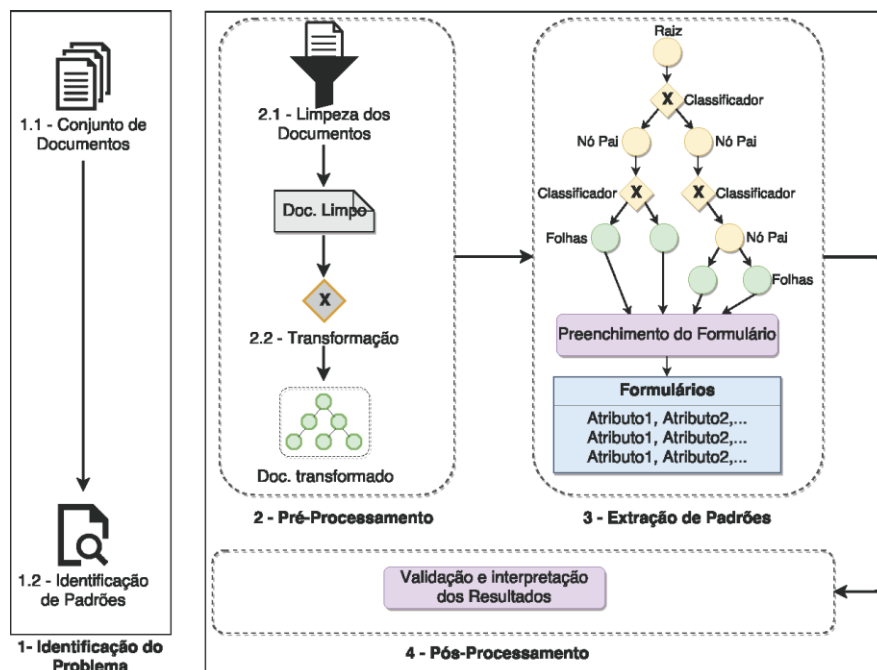 1.1 - Conjunto de
Documentos
1.2 - Identificação
de Padrões
1- Identificação do
Problema
2.1 - Limpeza dos
Documentos
Doc. Limpo
X
2.2 - Transformação
Doc. transformado
2 - Pré-Processamento
Raiz
X
Classificador
Nó Pai
Nó Pai
Classificador
X
X
Classificador
Folhas
Nó Pai
Folhas
Preenchimento do Formulário
Formulários
Atributo1, Atributo2,...
Atributo1, Atributo2,...
Atributo1, Atributo2,...
3 - Extração de Padrões
Validação e interpretação
dos Resultados
4 - Pós-Processamento